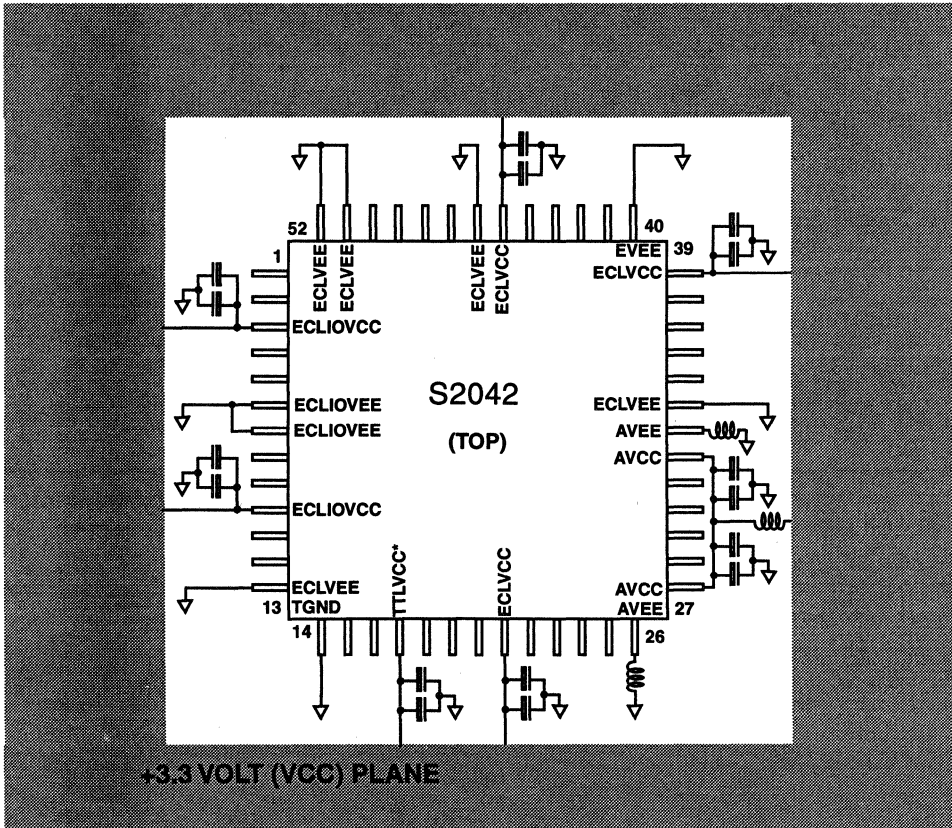 52
40
ECLVEE
ECLVEE
ECLVEE
ECLVCC
EVEE
1
39
ECLVCC
ECLIOVCC
S2042
(TOP)
ECLIOVEE
ECLVEE
ECLIOVEE
AVEE
AVCC
ECLIOVCC
TTLVCC*
ECLVCC
ECLVEE
AVCC
13
TGND
AVEE
27
14
26
+3.3 VOLT (VCC) PLANE